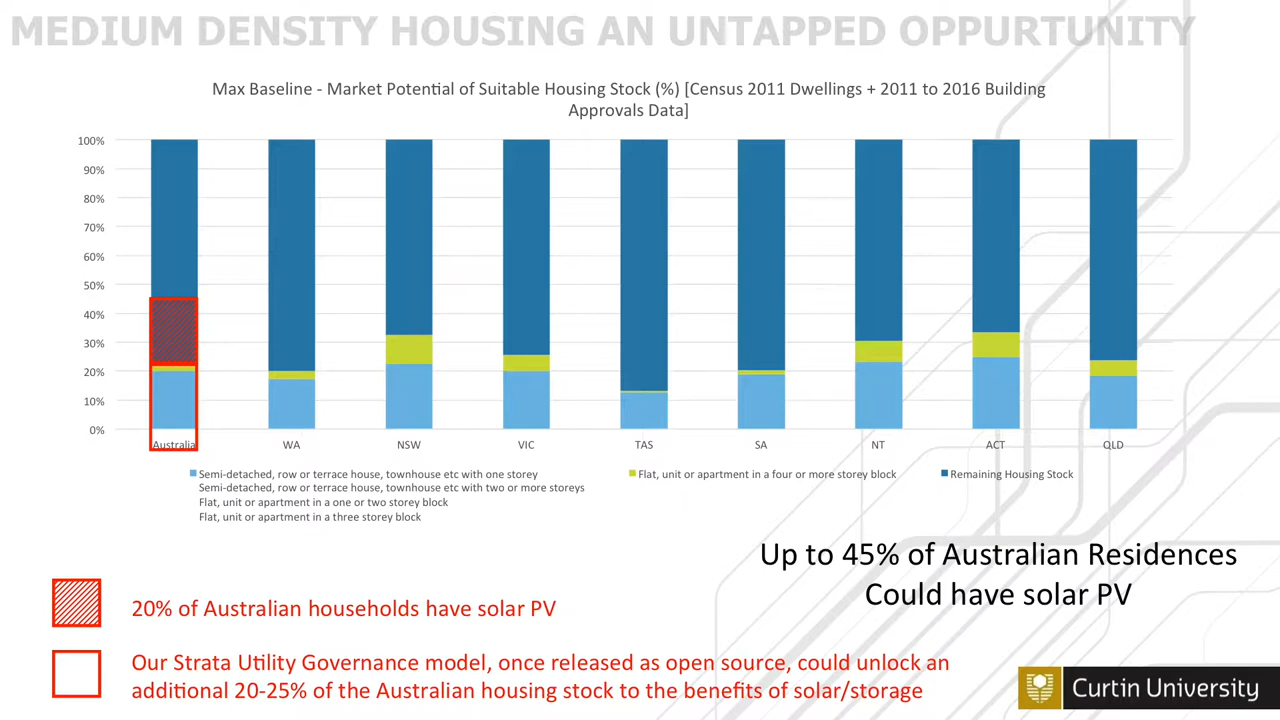 MEDIUM DENSITY HOUSING AN UNTAPPED OPPURTUNITY
Max Baseline - Market Potential of Suitable Housing Stock (%) [Census 2011 Dwellings + 2011 to 2016 Building
Approvals Data]
100%
90%
80%
70%
60%
50%
40%
30%
20%
10%
0%
Australia WA NSW VIC TAS SA NT ACT QLD
Semi-detached, row or terrace house, townhouse etc with one storey
Semi-detached, row or terrace house, townhouse etc with two or more storeys
Flat, unit or apartment in a one or two storey block
Flat, unit or apartment in a three storey block
Flat, unit or apartment in a four or more storey block
Remaining Housing Stock
Up to 45% of Australian Residences
Could have solar PV
20% of Australian households have solar PV
Our Strata Utility Governance model, once released as open source, could unlock an
additional 20-25% of the Australian housing stock to the benefits of solar/storage
Curtin University